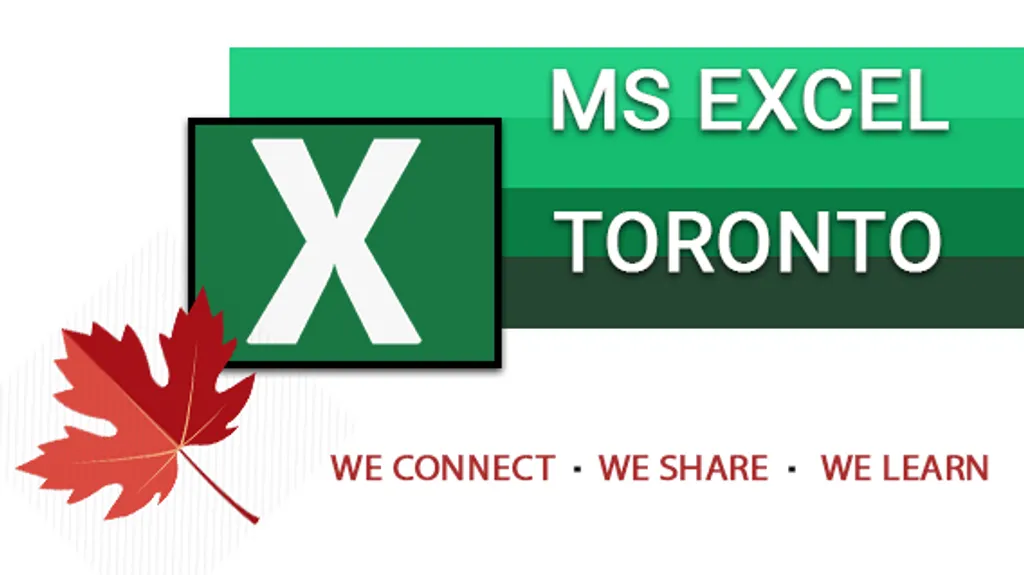 MS EXCEL
X
TORONTO
WE CONNECT ▪ WE SHARE ▪ WE LEARN